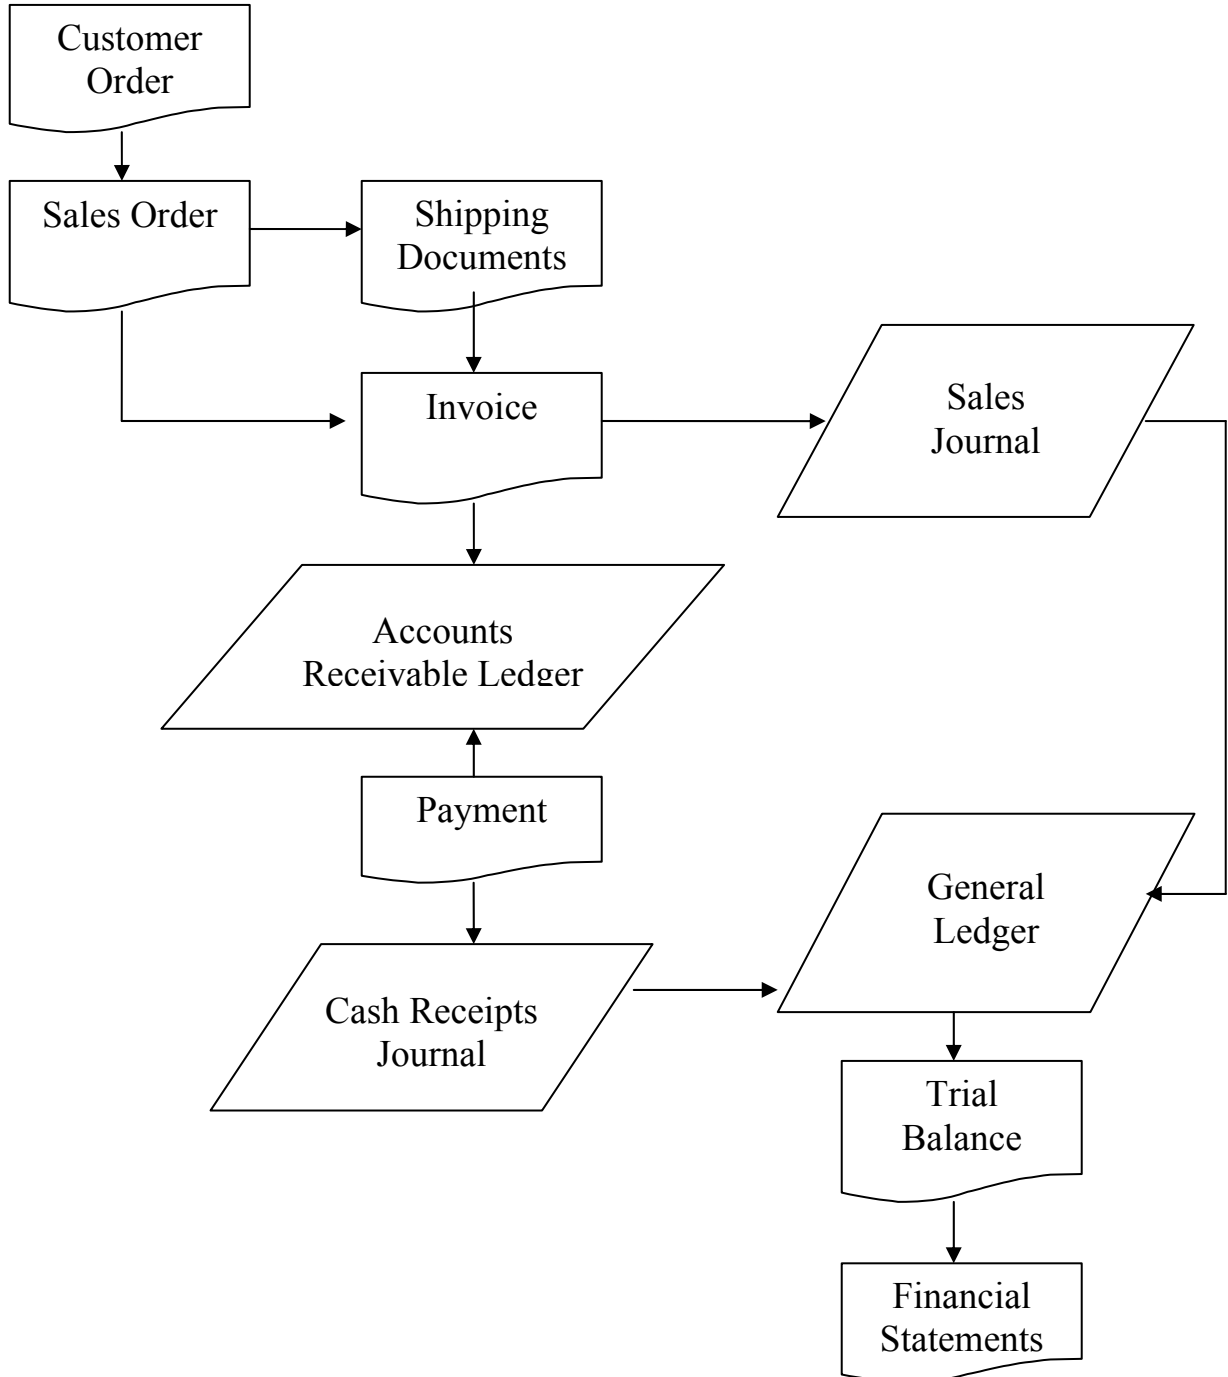 Customer
Order
Sales Order
Shipping
Documents
Invoice
Sales
Journal
Accounts
Receivable Ledger
Payment
General
Ledger
Cash Receipts
Journal
Trial
Balance
Financial
Statements